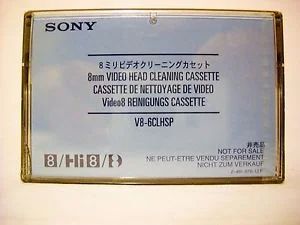 SONY
8ミリビデオクリーニングカセット
8mm VIDEO HEAD CLEANING CASSETTE
CASSETTE DE NETTOYAGE DE VIDEO
Video8 REINIGUNGS CASSETTE
V8-6CLHSP
非売品
NOT FOR SALE
8/Hi8/
NE PEUT-ETRE VENDU SEPAREMENT
NICHT ZUM VERKAUF